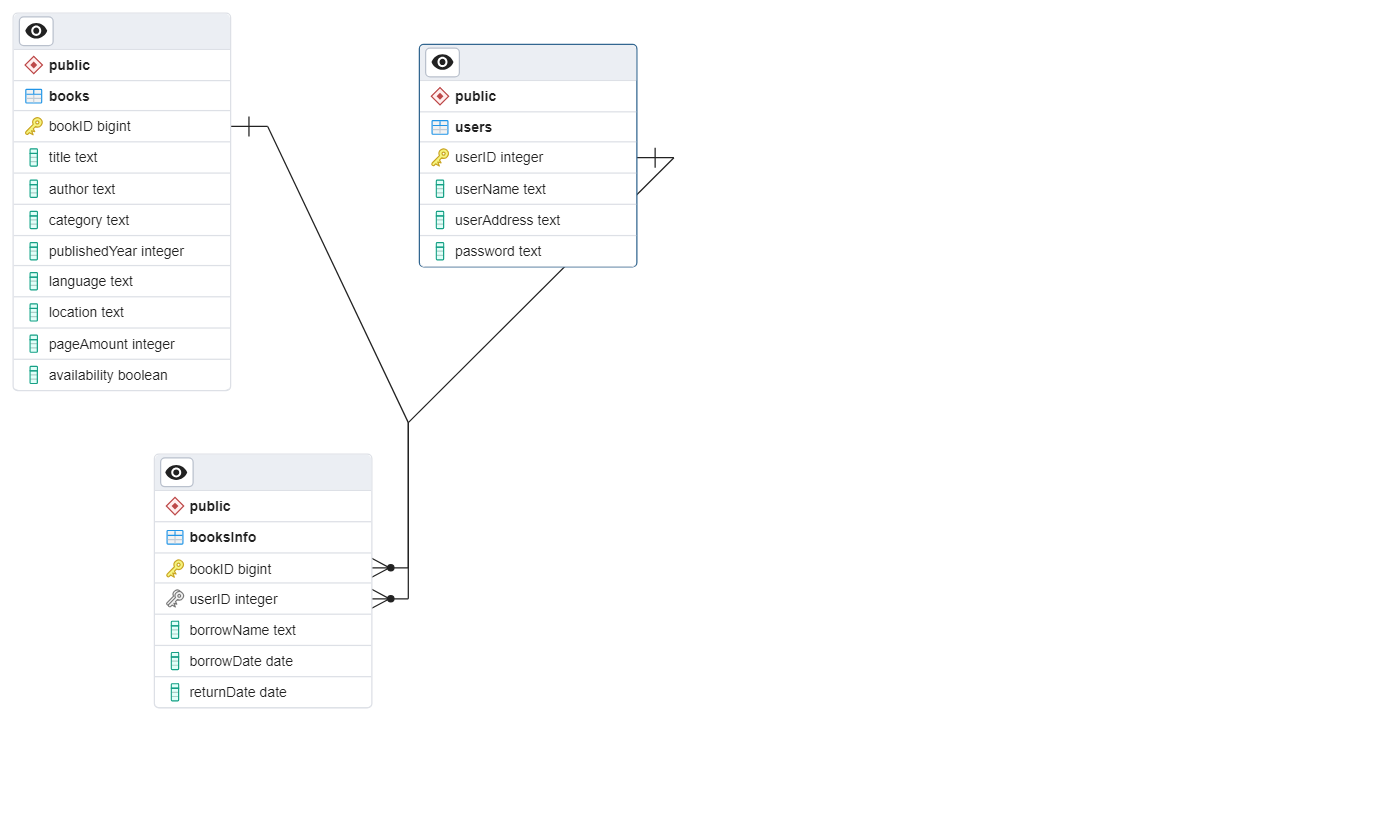 public
books
bookID bigint
title text
author text
category text
publishedYear integer
language text
location text
pageAmount integer
availability boolean
public
users
userID integer
userName text
userAddress text
password text
public
booksInfo
bookID bigint
userID integer
borrowName text
borrowDate date
returnDate date